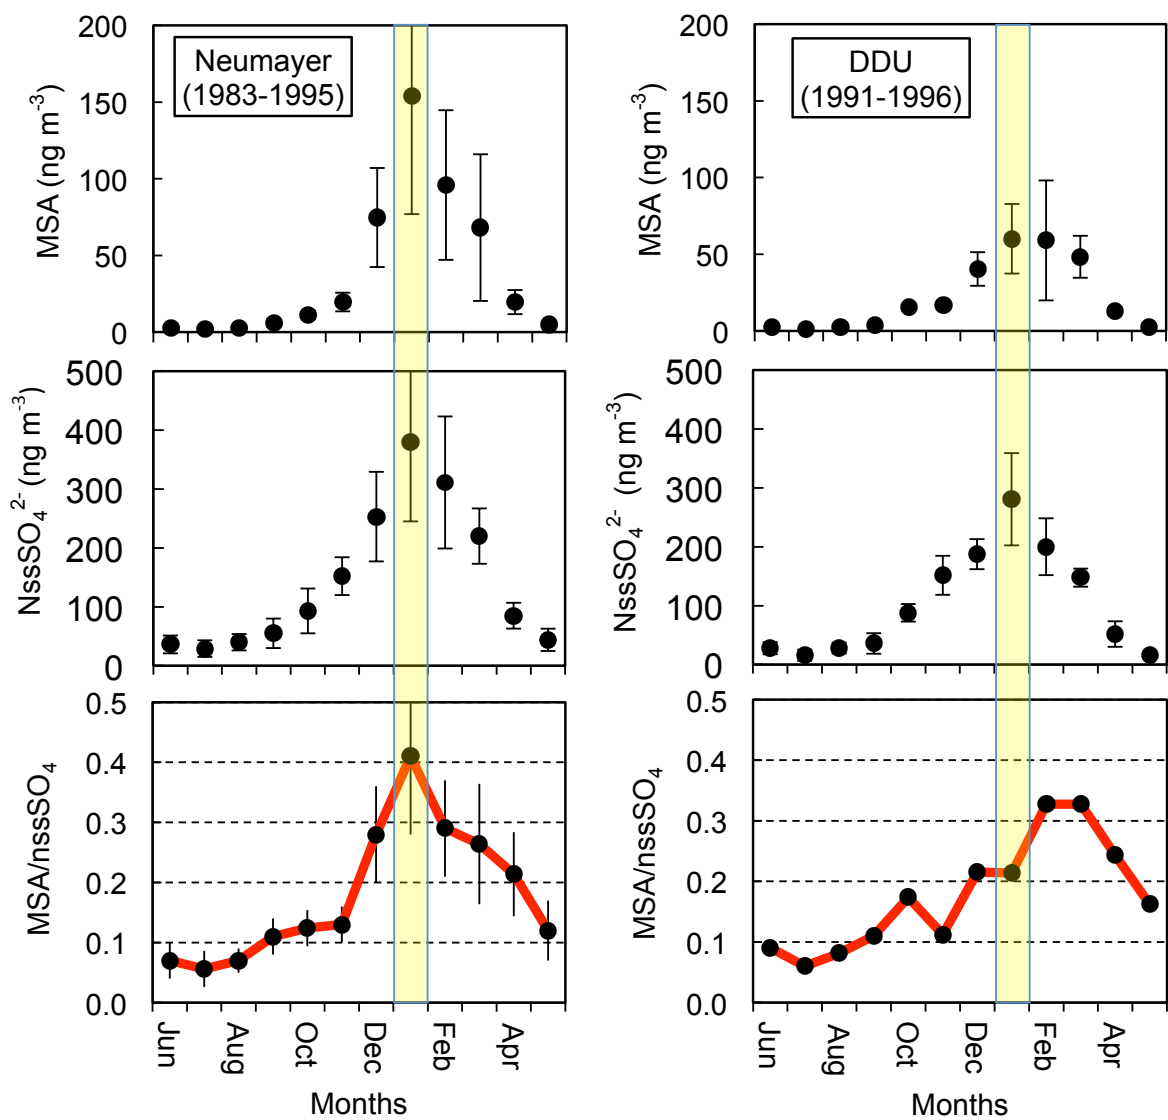 Neumayer
(1983-1995)
MSA (ng m-3)
200
150
100
50
0
DDU
(1991-1996)
MSA (ng m-3)
200
150
100
50
0
NssSO4 2- (ng m-3)
500
400
300
200
100
0
NssSO4 2- (ng m-3)
500
400
300
200
100
0
MSA/nssSO4
0.5
0.4
0.3
0.2
0.1
0.0
Jun
Aug
Oct
Dec
Feb
Apr
Months
MSA/nssSO4
0.5
0.4
0.3
0.2
0.1
0.0
Jun
Aug
Oct
Dec
Feb
Apr
Months